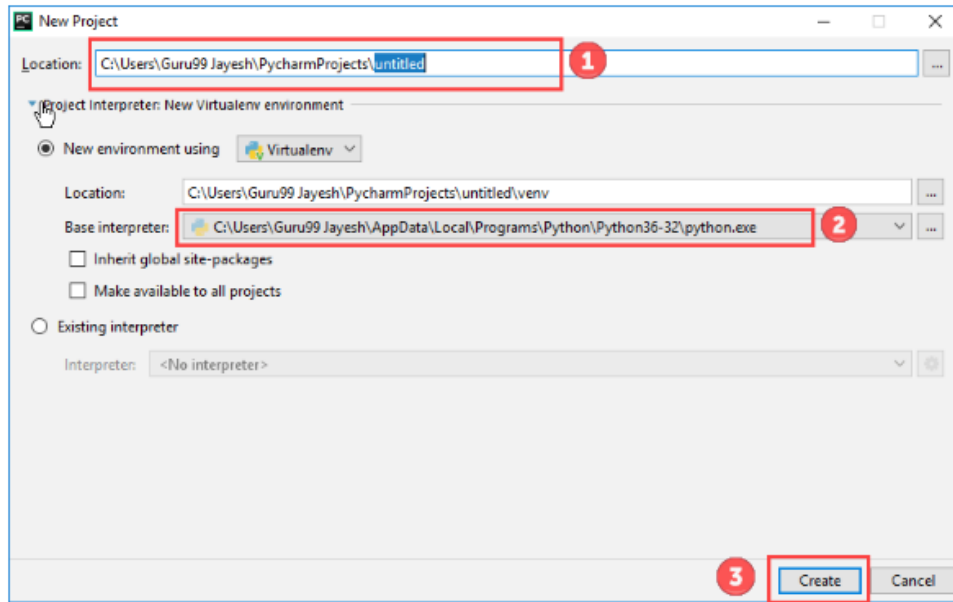 PC New Project
Location: C:\Users\Guru99 Jayesh\PycharmProjects\untitled 1 ...
Project Interpreter: New Virtualenv environment
New environment using Virtualenv
Location: C:\Users\Guru99 Jayesh\PycharmProjects\untitled\venv ...
Base interpreter: C:\Users\Guru99 Jayesh\AppData\Local\Programs\Python\Python36-32\python.exe 2 ...
Inherit global site-packages
Make available to all projects
Existing interpreter
Interpreter: <No interpreter>
3 Create Cancel